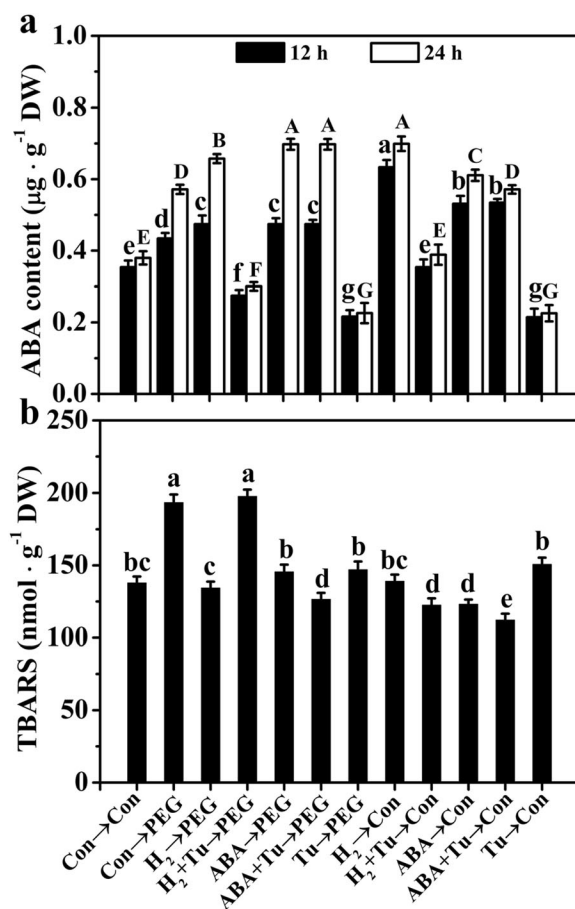 a
12 h 24 h
ABA content (µg · g⁻¹ DW)
1.0
0.8
0.6
0.4
0.2
0.0
e E d D c B f F c A c A g G a A e E b C b D g G
b
TBARS (nmol · g⁻¹ DW)
250
200
150
100
50
0
bc a c a b d b bc d d e b
Con→Con
Con→PEG
H₂→PEG
H₂+Tu→PEG
ABA→PEG
ABA+Tu→PEG
Tu→PEG
H₂→Con
H₂+Tu→Con
ABA→Con
ABA+Tu→Con
Tu→Con